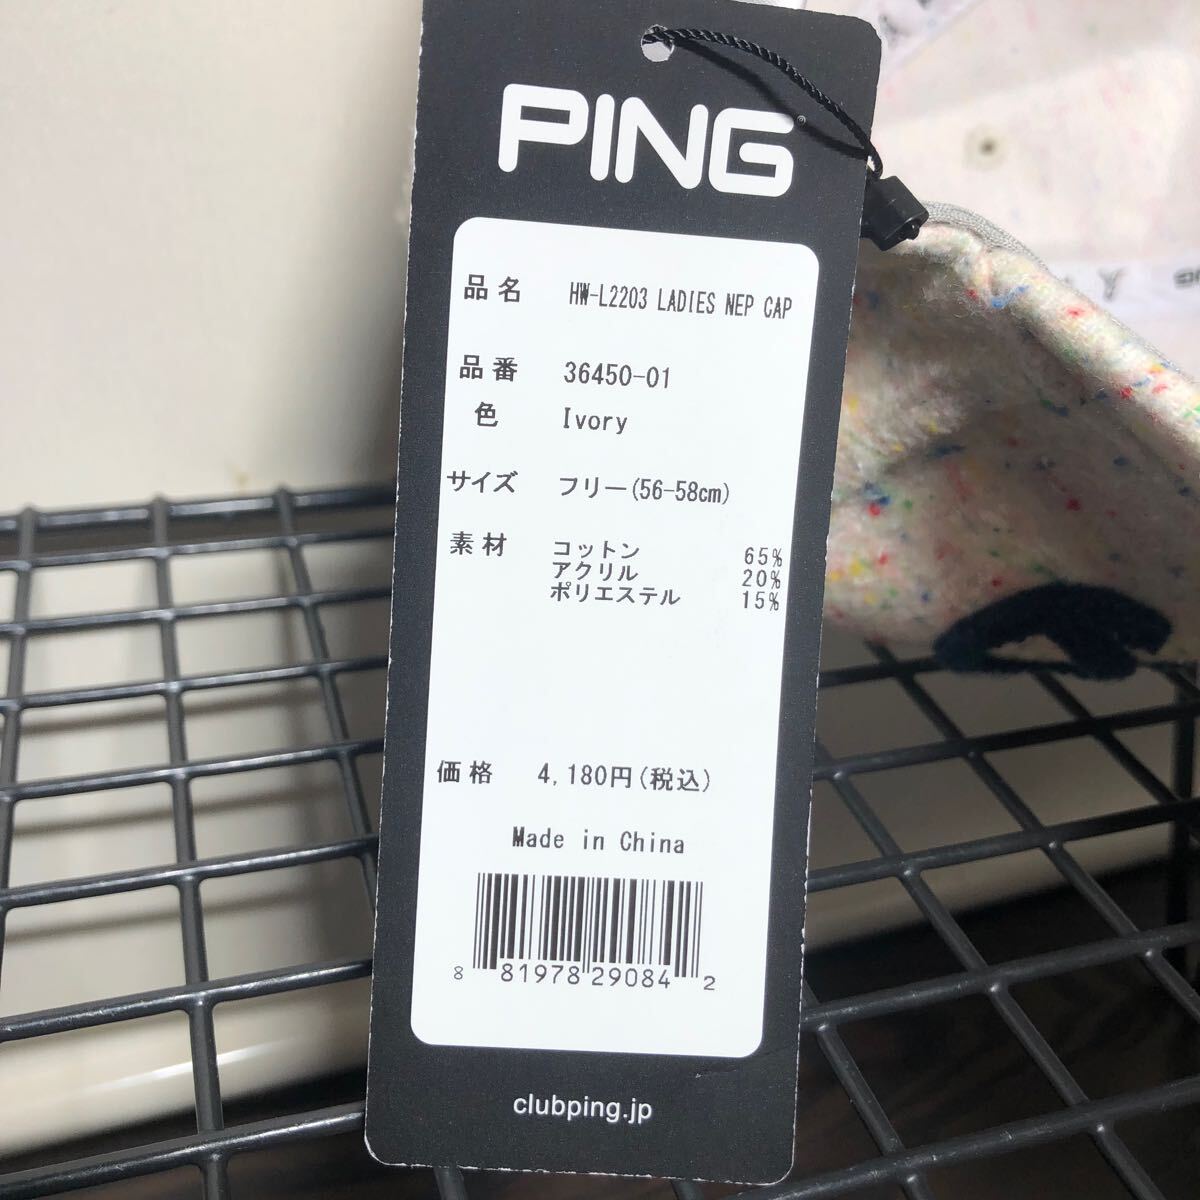 PING
品名 HW-L2203 LADIES NEP CAP
品番 36450-01
色 Ivory
サイズ フリー(56-58cm)
素材 コットン 65%
アクリル 20%
ポリエステル 15%
価格 4,180円(税込)
Made in China
8 81978 29084 2
clubping.jp